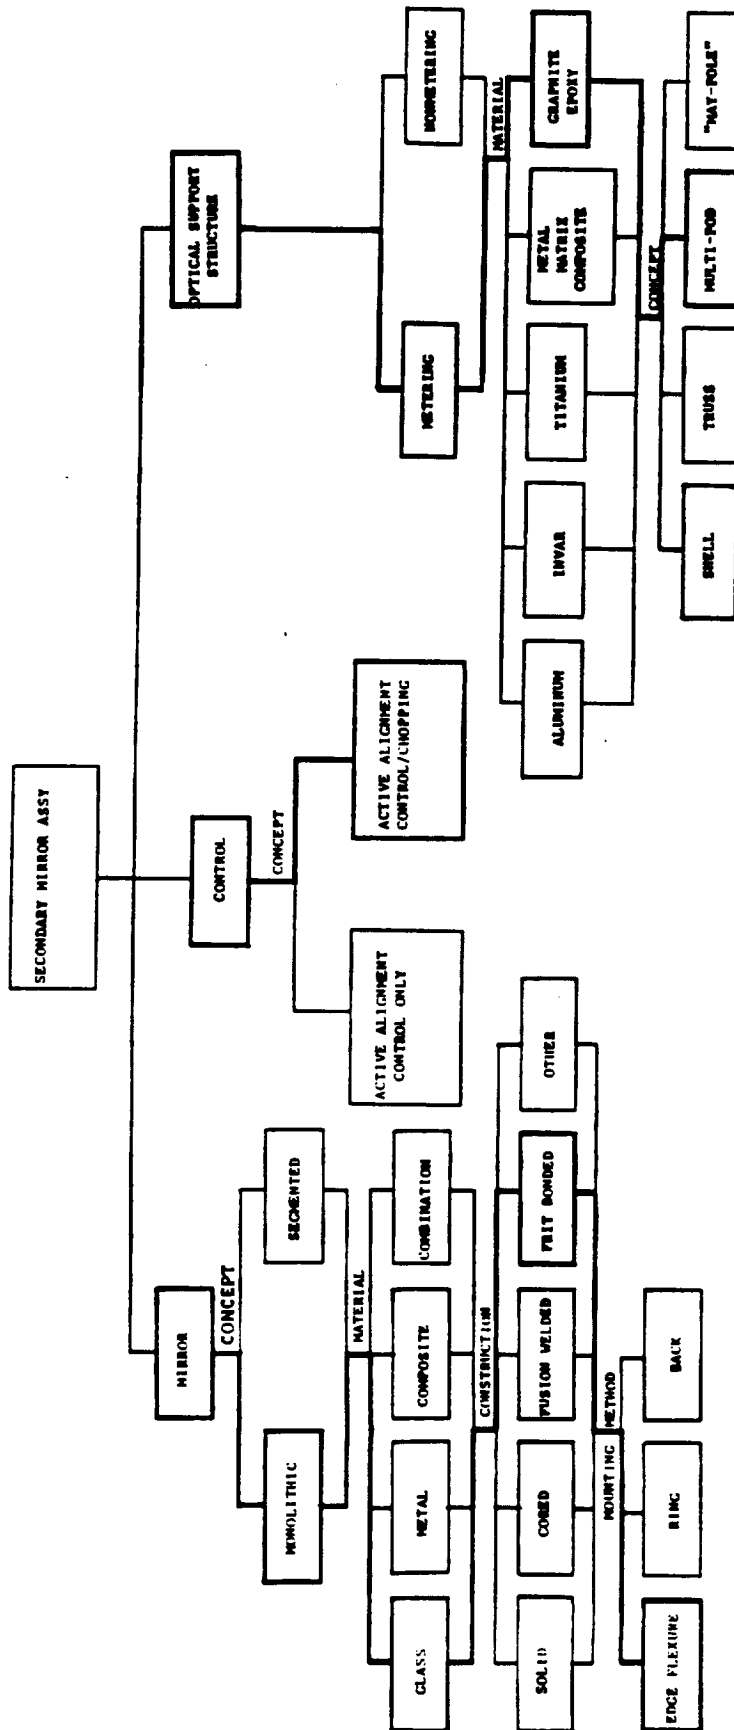 SECONDARY MIRROR ASSY
MIRROR
CONTROL
OPTICAL SUPPORT
STRUCTURE
CONCEPT
MONOLITHIC
SEGMENTED
MATERIAL
GLASS
METAL
COMPOSITE
COMBINATION
CONSTRUCTION
SOLID
CORED
FUSION WELDED
FRIT BONDED
OTHER
MOUNTING METHOD
EDGE FLEXURE
RING
BACK
CONCEPT
ACTIVE ALIGNMENT
CONTROL ONLY
ACTIVE ALIGNMENT
CONTROL/CHOPPING
METERING
NONMETERING
MATERIAL
ALUMINUM
INVAR
TITANIUM
METAL
MATRIX
COMPOSITE
GRAPHITE
EPOXY
CONCEPT
SHELL
TRUSS
MULTI-POD
"MAY-POLE"